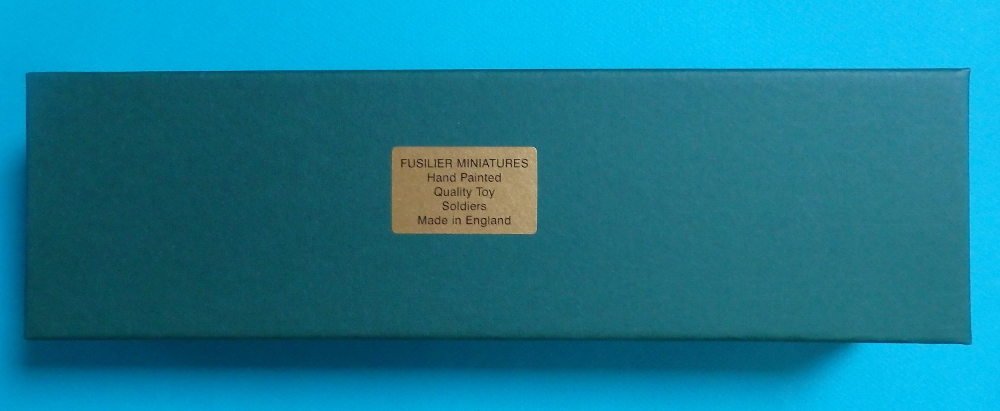 FUSILIER MINIATURES
Hand Painted
Quality Toy
Soldiers
Made in England